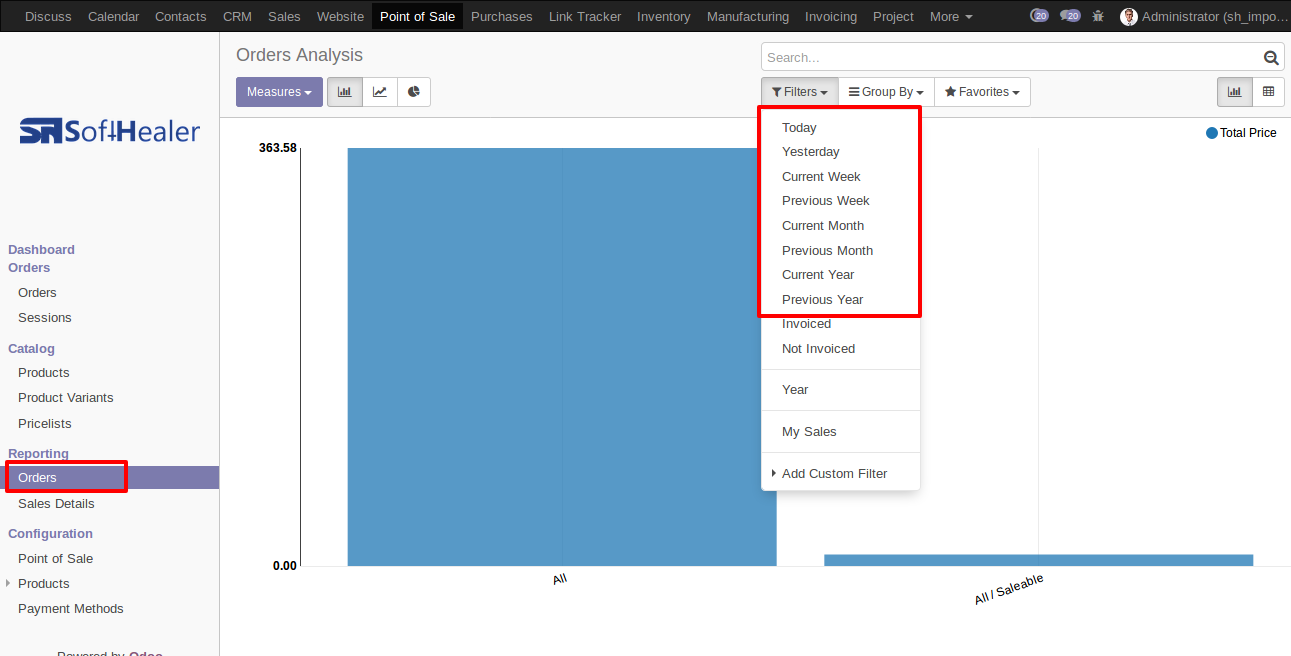 Discuss Calendar Contacts CRM Sales Website Point of Sale Purchases Link Tracker Inventory Manufacturing Invoicing Project More 20 20 Administrator (sh_impo...
SoftHealer
Dashboard
Orders
Orders
Sessions
Catalog
Products
Product Variants
Pricelists
Reporting
Orders
Sales Details
Configuration
Point of Sale
Products
Payment Methods
Powered by Odoo
Orders Analysis
Search...
Measures
Filters Group By Favorites
Today
Yesterday
Current Week
Previous Week
Current Month
Previous Month
Current Year
Previous Year
Invoiced
Not Invoiced
Year
My Sales
Add Custom Filter
Total Price
363.58
0.00
All
All / Saleable